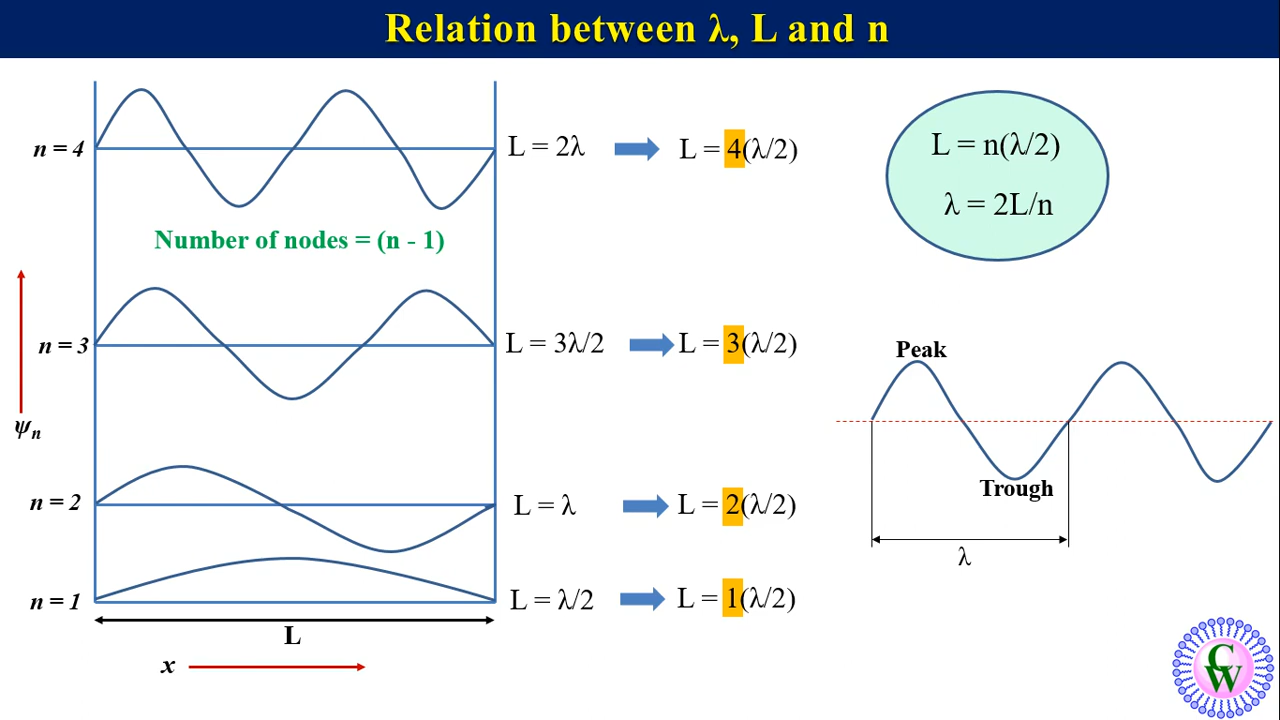 Relation between λ, L and n
n = 4
L = 2λ
L = 4(λ/2)
L = n(λ/2)
λ = 2L/n
Number of nodes = (n - 1)
ψn
n = 3
L = 3λ/2
L = 3(λ/2)
Peak
Trough
λ
n = 2
L = λ
L = 2(λ/2)
n = 1
L = λ/2
L = 1(λ/2)
L
x
C
W